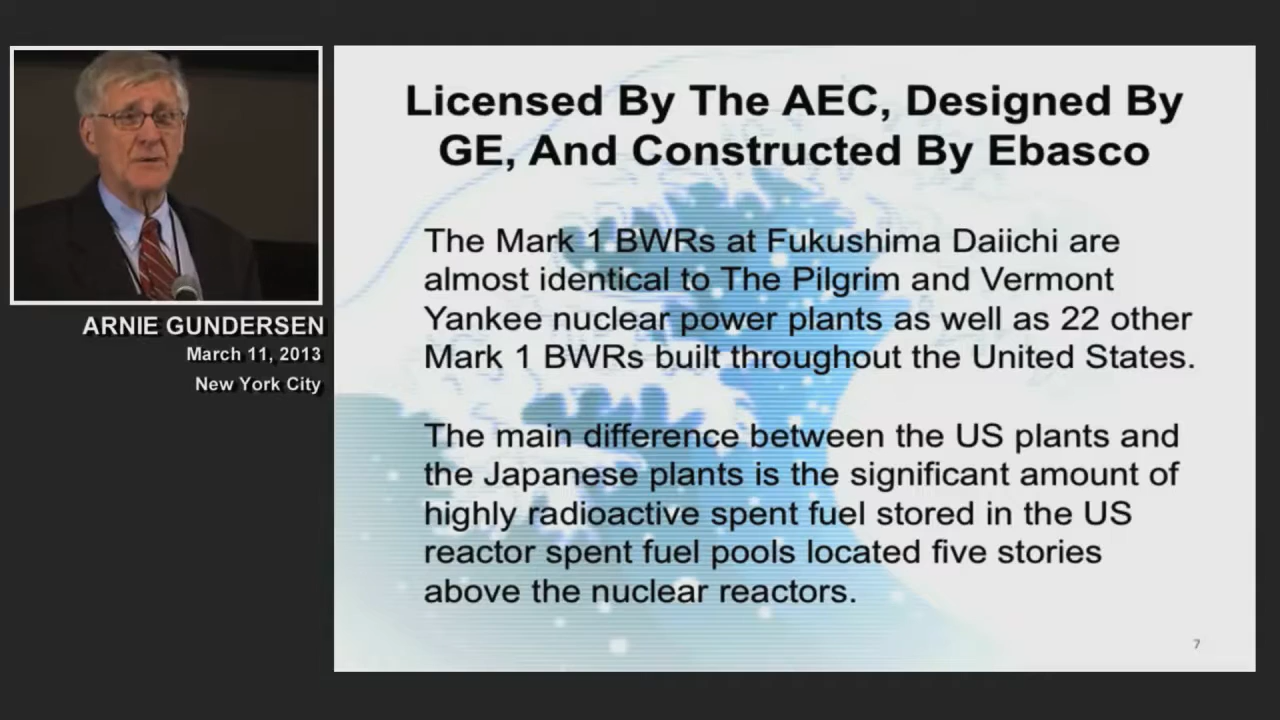 ARNIE GUNDERSEN
March 11, 2013
New York City
Licensed By The AEC, Designed By
GE, And Constructed By Ebasco
The Mark 1 BWRs at Fukushima Daiichi are
almost identical to The Pilgrim and Vermont
Yankee nuclear power plants as well as 22 other
Mark 1 BWRs built throughout the United States.
The main difference between the US plants and
the Japanese plants is the significant amount of
highly radioactive spent fuel stored in the US
reactor spent fuel pools located five stories
above the nuclear reactors.
7